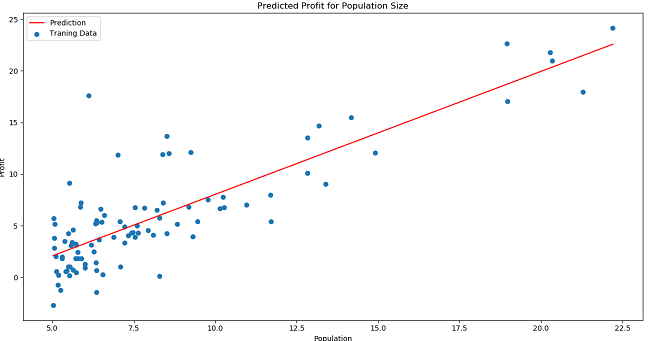 Predicted Profit for Population Size
Prediction
Traning Data
25
20
15
10
5
0
Profit
5.0
7.5
10.0
12.5
15.0
17.5
20.0
22.5
Population